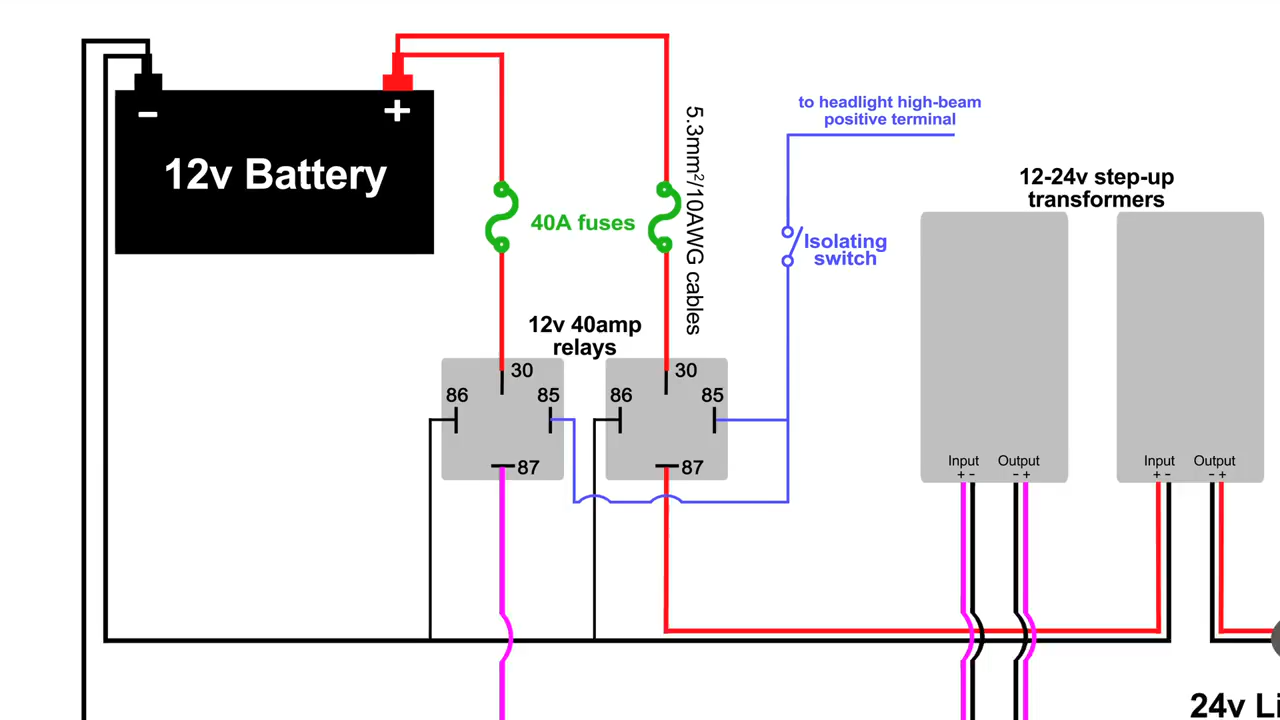 12v Battery
-
+
5.3mm²/10AWG cables
40A fuses
to headlight high-beam
positive terminal
Isolating
switch
12-24v step-up
transformers
12v 40amp
relays
30
86
85
87
30
86
85
87
Input
+ -
Output
- +
Input
+ -
Output
- +
24v Li